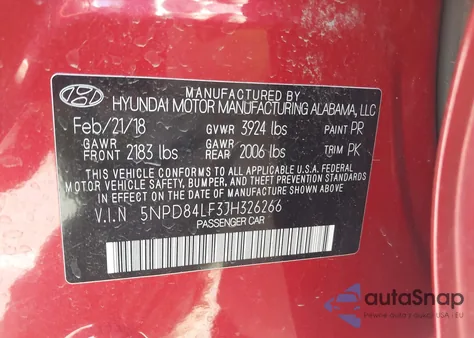 MANUFACTURED BY
HYUNDAI MOTOR MANUFACTURING ALABAMA, LLC
Feb/21/18 GVWR 3924 lbs PAINT PR
GAWR FRONT 2183 lbs GAWR REAR 2006 lbs TRIM PK
THIS VEHICLE CONFORMS TO ALL APPLICABLE U.S.A. FEDERAL
MOTOR VEHICLE SAFETY, BUMPER, AND THEFT PREVENTION STANDARDS
IN EFFECT ON THE DATE OF MANUFACTURE SHOWN ABOVE.
V.I.N 5NPD84LF3JH326266
PASSENGER CAR
autoSnap